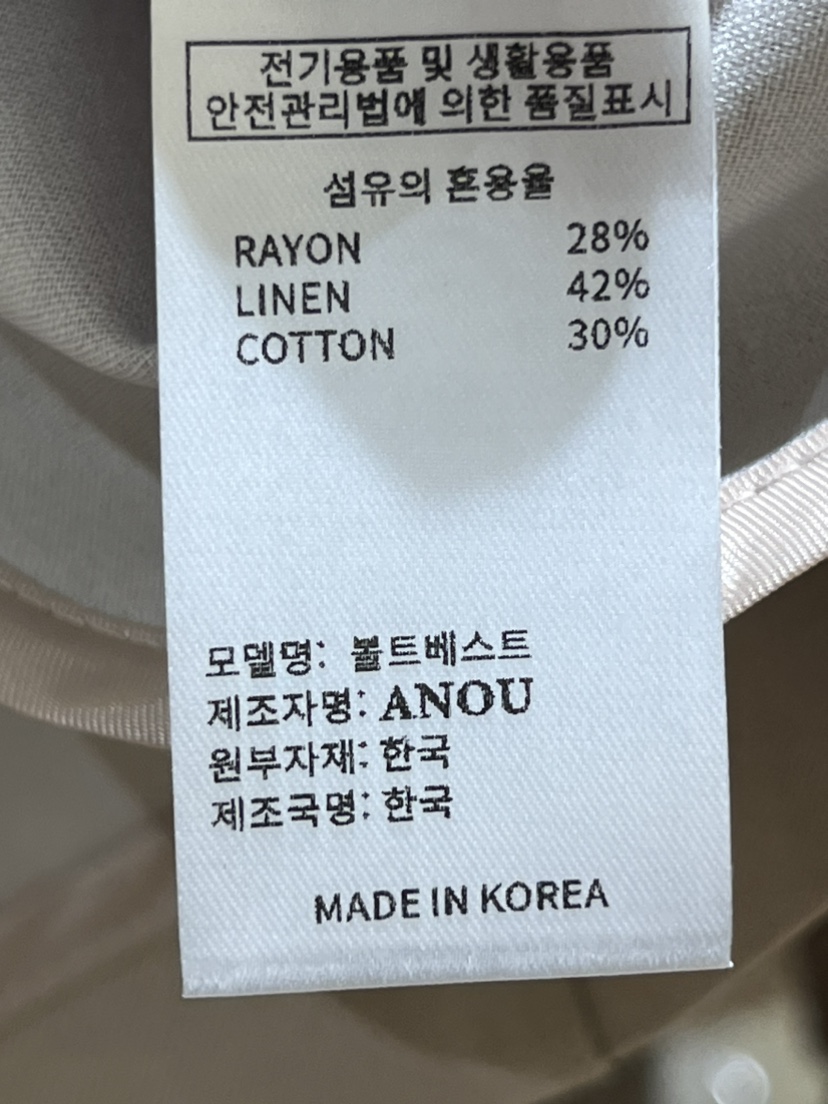 전기용품 및 생활용품
안전관리법에 의한 품질표시
섬유의 혼용율
RAYON 28%
LINEN 42%
COTTON 30%
모델명: 볼트베스트
제조자명: ANOU
원부자재: 한국
제조국명: 한국
MADE IN KOREA